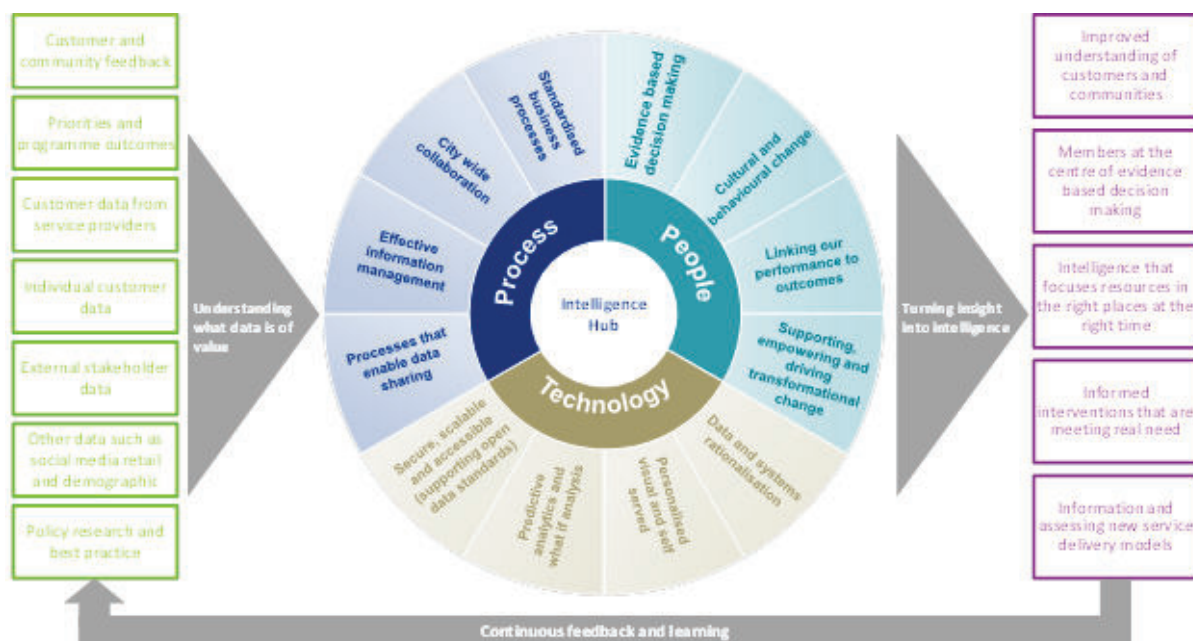 Customer and
community feedback
Priorities and
programme outcomes
Customer data from
service providers
Individual customer
data
External stakeholder
data
Other data such as
social media retail
and demographic
Policy research and
best practice
Understanding
what data is of
value
Standardised
business
processes
City wide
collaboration
Effective
information
management
Processes that
enable data
sharing
Process
Evidence based
decision making
Cultural and
behavioural change
Linking our
performance to
outcomes
Supporting,
empowering and
driving
transformational
change
People
Intelligence
Hub
Technology
Secure, scalable
and accessible
(supporting open
data standards)
Predictive
analytics and
what if analysis
Personalised
visual and self
served
Data and systems
rationalisation
Turning insight
into intelligence
Improved
understanding of
customers and
communities
Members at the
centre of evidence
based decision
making
Intelligence that
focuses resources in
the right places at the
right time
Informed
interventions that are
meeting real need
Information and
assessing new service
delivery models
Continuous feedback and learning